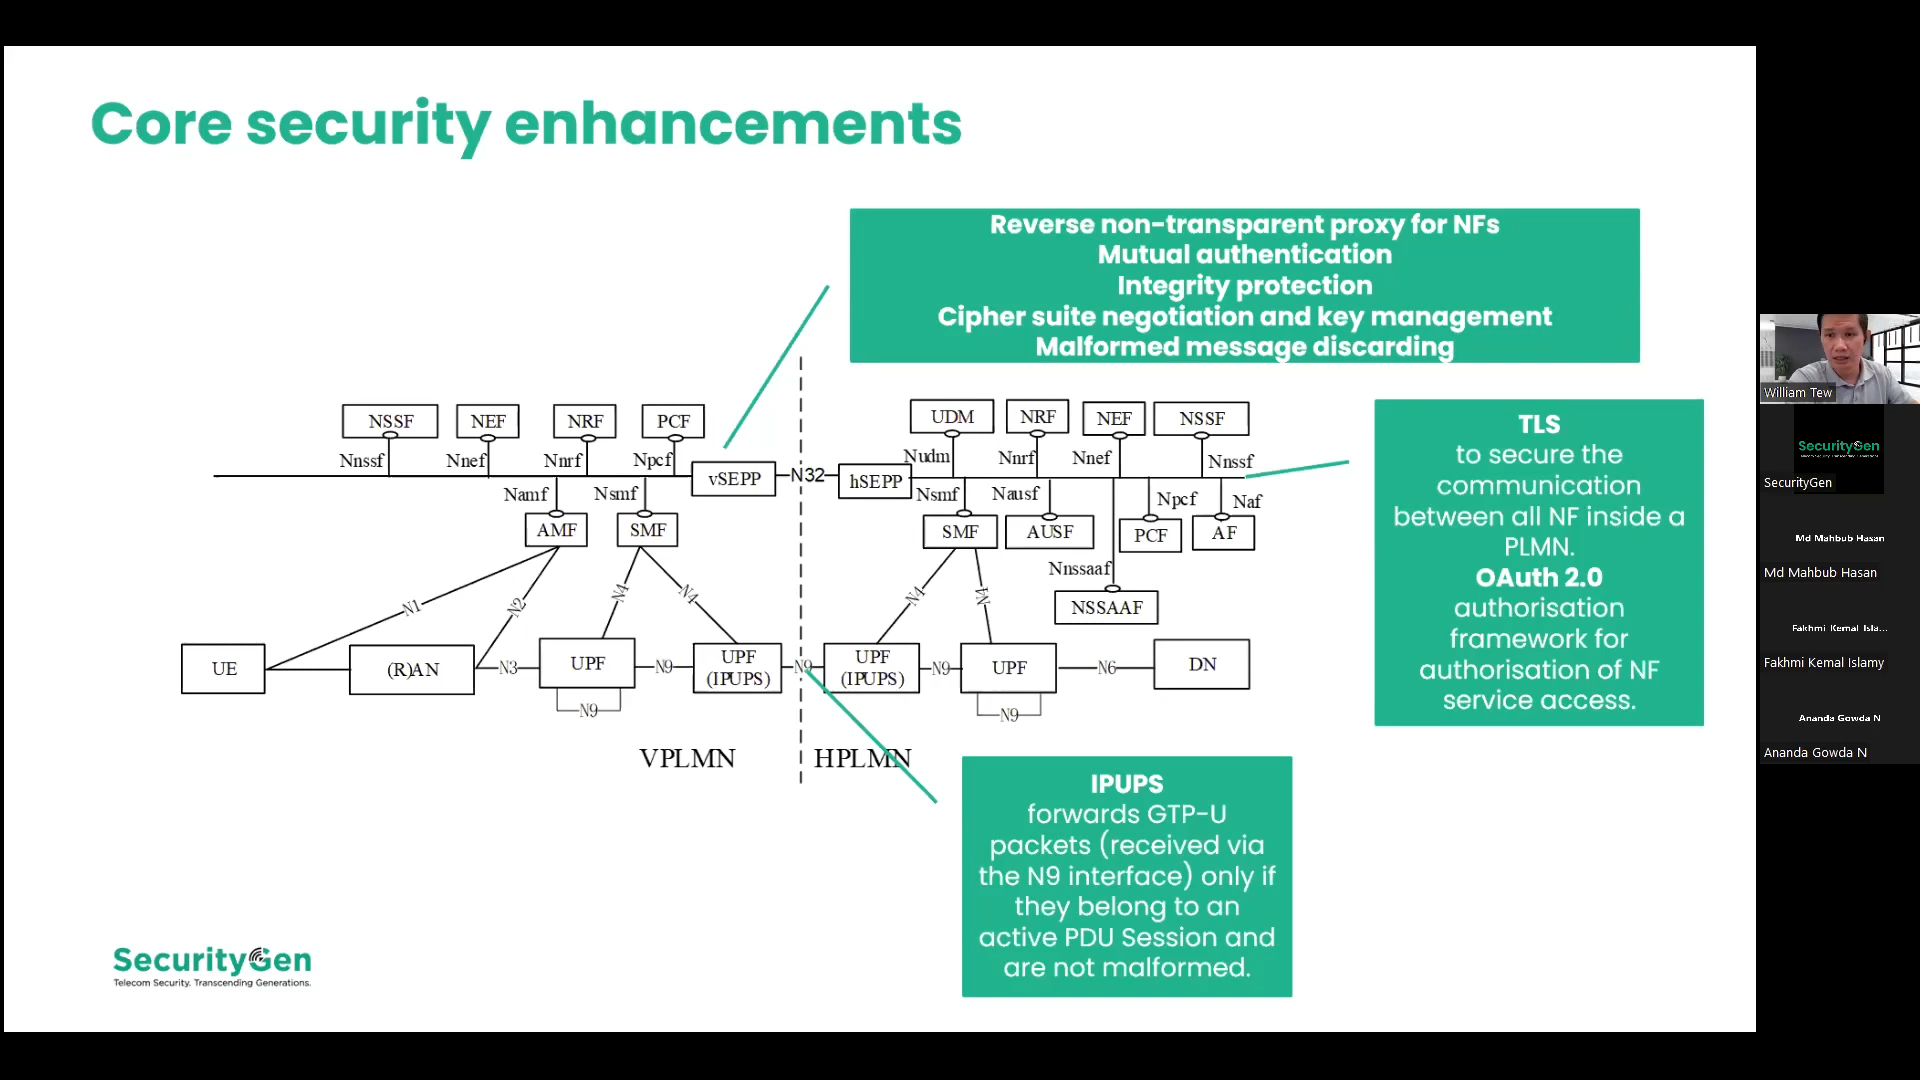 Core security enhancements
Reverse non-transparent proxy for NFs
Mutual authentication
Integrity protection
Cipher suite negotiation and key management
Malformed message discarding
NSSF
NEF
NRF
PCF
UDM
NRF
NEF
NSSF
Nnssf
Nnef
Nnrf
Npcf
Nudm
Nnrf
Nnef
Nnssf
vSEPP
N32
hSEPP
Namf
Nsmf
Nsmf
Nausf
Npcf
Naf
AMF
SMF
SMF
AUSF
PCF
AF
Nnssaaf
NSSAAF
N1
N2
N4
N4
N4
N4
UE
(R)AN
N3
UPF
N9
UPF
(IPUPS)
N9
UPF
(IPUPS)
N9
UPF
N6
DN
N9
N9
VPLMN
HPLMN
TLS
to secure the
communication
between all NF inside a
PLMN.
OAuth 2.0
authorisation
framework for
authorisation of NF
service access.
IPUPS
forwards GTP-U
packets (received via
the N9 interface) only if
they belong to an
active PDU Session and
are not malformed.
SecurityGen
Telecom Security. Transcending Generations.
William Tew
SecurityGen
SecurityGen
Md Mahbub Hasan
Md Mahbub Hasan
Fakhmi Kemal Isla...
Fakhmi Kemal Islamy
Ananda Gowda N
Ananda Gowda N